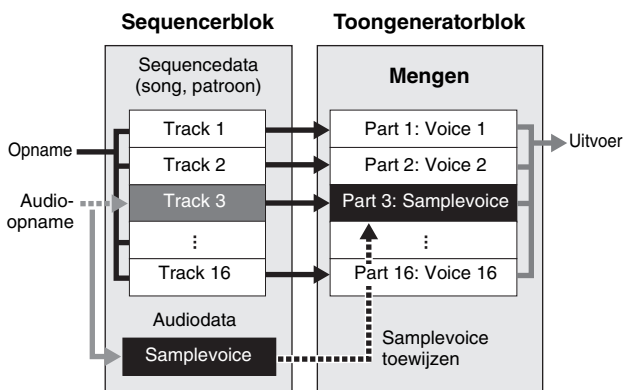 Sequencerblok
Toongeneratorblok
Sequencedata
(song, patroon)
Mengen
Opname
Track 1
Part 1: Voice 1
Uitvoer
Track 2
Part 2: Voice 2
Audio-
opname
Track 3
Part 3: Samplevoice
⋮
⋮
Track 16
Part 16: Voice 16
Audiodata
Samplevoice
Samplevoice
toewijzen